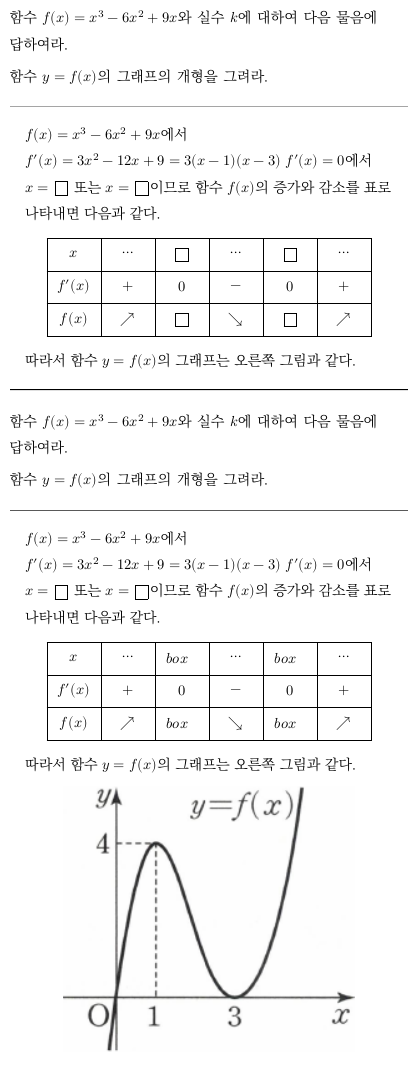 함수 f(x) = x³ − 6x² + 9x와 실수 k에 대하여 다음 물음에
답하여라.
함수 y = f(x)의 그래프의 개형을 그려라.
f(x) = x³ − 6x² + 9x에서
f′(x) = 3x² − 12x + 9 = 3(x − 1)(x − 3) f′(x) = 0에서
x = □ 또는 x = □이므로 함수 f(x)의 증가와 감소를 표로
나타내면 다음과 같다.
x ⋯ □ ⋯ □ ⋯
f′(x) + 0 − 0 +
f(x) ↗ □ ↘ □ ↗
따라서 함수 y = f(x)의 그래프는 오른쪽 그림과 같다.
함수 f(x) = x³ − 6x² + 9x와 실수 k에 대하여 다음 물음에
답하여라.
함수 y = f(x)의 그래프의 개형을 그려라.
f(x) = x³ − 6x² + 9x에서
f′(x) = 3x² − 12x + 9 = 3(x − 1)(x − 3) f′(x) = 0에서
x = □ 또는 x = □이므로 함수 f(x)의 증가와 감소를 표로
나타내면 다음과 같다.
x ⋯ box ⋯ box ⋯
f′(x) + 0 − 0 +
f(x) ↗ box ↘ box ↗
따라서 함수 y = f(x)의 그래프는 오른쪽 그림과 같다.
y y=f(x)
4
O 1 3 x